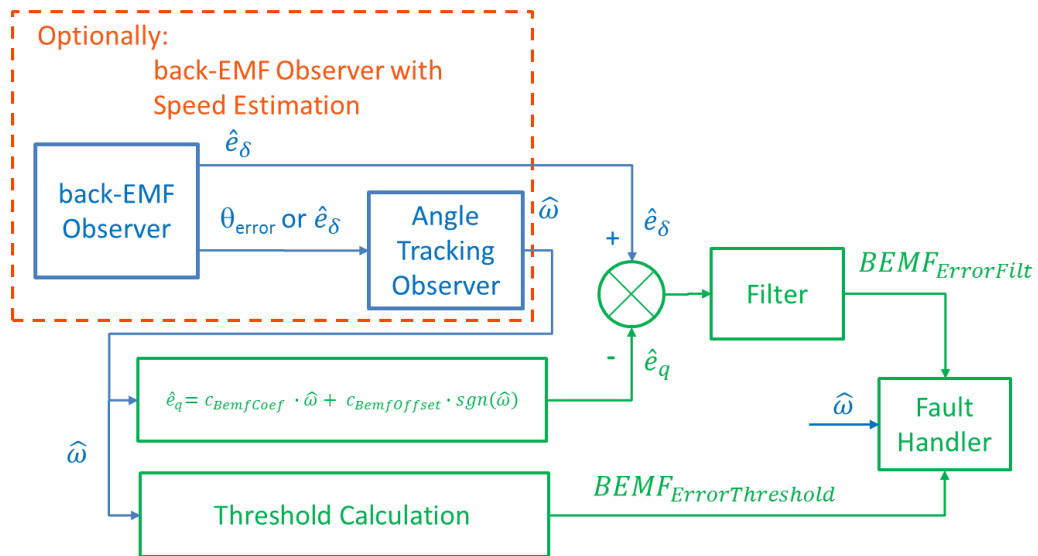 Optionally:
back-EMF Observer with
Speed Estimation
back-EMF
Observer
ê_δ
θ_error or ê_δ
Angle
Tracking
Observer
ω̂
+
ê_δ
-
ê_q
Filter
BEMF_ErrorFilt
ê_q = c_BemfCoef · ω̂ + c_BemfOffset · sgn(ω̂)
ω̂
Threshold Calculation
BEMF_ErrorThreshold
ω̂
Fault
Handler